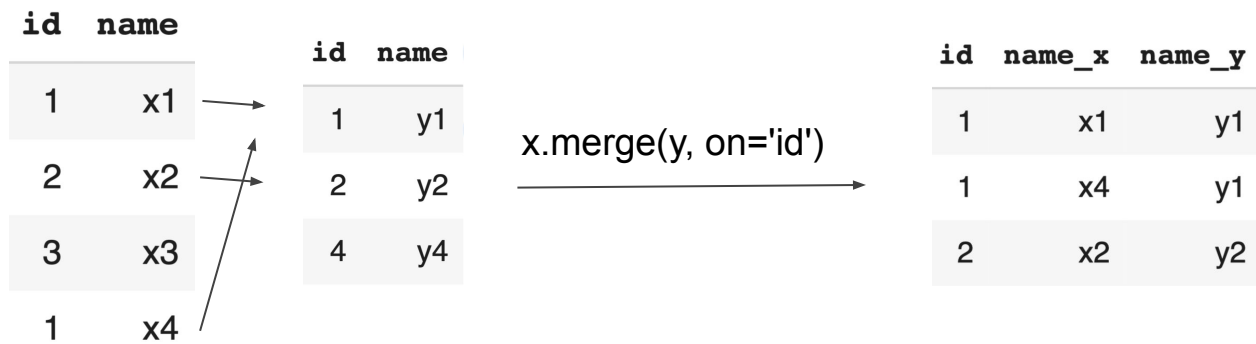 id name
1 x1
2 x2
3 x3
1 x4
id name
1 y1
2 y2
4 y4
x.merge(y, on='id')
id name_x name_y
1 x1 y1
1 x4 y1
2 x2 y2